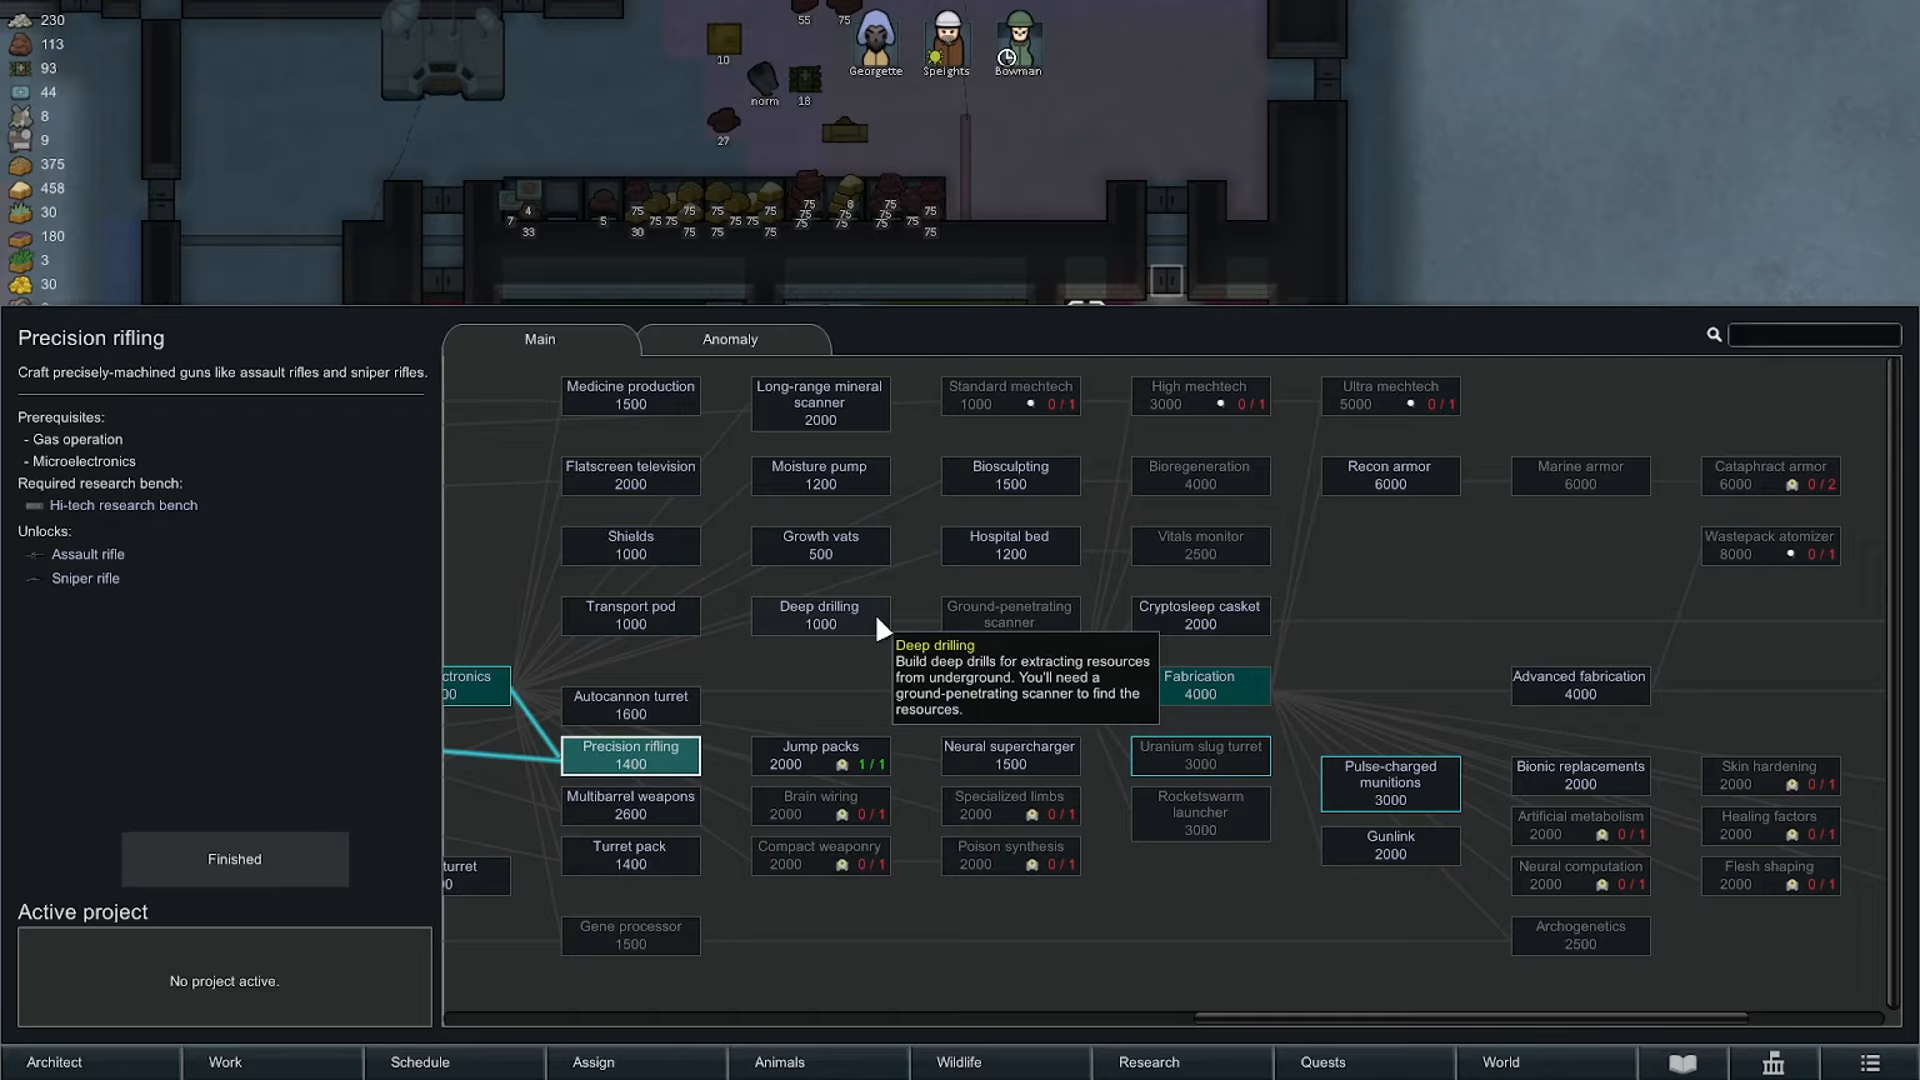 230
113
93
44
8
9
375
458
30
180
3
30
55
75
10
norm
18
27
Georgette
Speights
Bowman
Precision rifling
Craft precisely-machined guns like assault rifles and sniper rifles.
Prerequisites:
- Gas operation
- Microelectronics
Required research bench:
Hi-tech research bench
Unlocks:
Assault rifle
Sniper rifle
Finished
Active project
No project active.
Main
Anomaly
Medicine production
1500
Long-range mineral
scanner
2000
Standard mechtech
1000 0 / 1
High mechtech
3000 0 / 1
Ultra mechtech
5000 0 / 1
Flatscreen television
2000
Moisture pump
1200
Biosculpting
1500
Bioregeneration
4000
Recon armor
6000
Marine armor
6000
Cataphract armor
6000 0 / 2
Shields
1000
Growth vats
500
Hospital bed
1200
Vitals monitor
2500
Wastepack atomizer
8000 0 / 1
Transport pod
1000
Deep drilling
1000
Ground-penetrating
scanner
Cryptosleep casket
2000
Deep drilling
Build deep drills for extracting resources
from underground. You'll need a
ground-penetrating scanner to find the
resources.
ctronics
00
Autocannon turret
1600
Fabrication
4000
Advanced fabrication
4000
Precision rifling
1400
Jump packs
2000 1 / 1
Neural supercharger
1500
Uranium slug turret
3000
Pulse-charged
munitions
3000
Bionic replacements
2000
Skin hardening
2000 0 / 1
Multibarrel weapons
2600
Brain wiring
2000 0 / 1
Specialized limbs
2000 0 / 1
Rocketswarm
launcher
3000
Gunlink
2000
Artificial metabolism
2000 0 / 1
Healing factors
2000 0 / 1
Turret pack
1400
Compact weaponry
2000 0 / 1
Poison synthesis
2000 0 / 1
Neural computation
2000 0 / 1
Flesh shaping
2000 0 / 1
turret
00
Gene processor
1500
Archogenetics
2500
Architect
Work
Schedule
Assign
Animals
Wildlife
Research
Quests
World